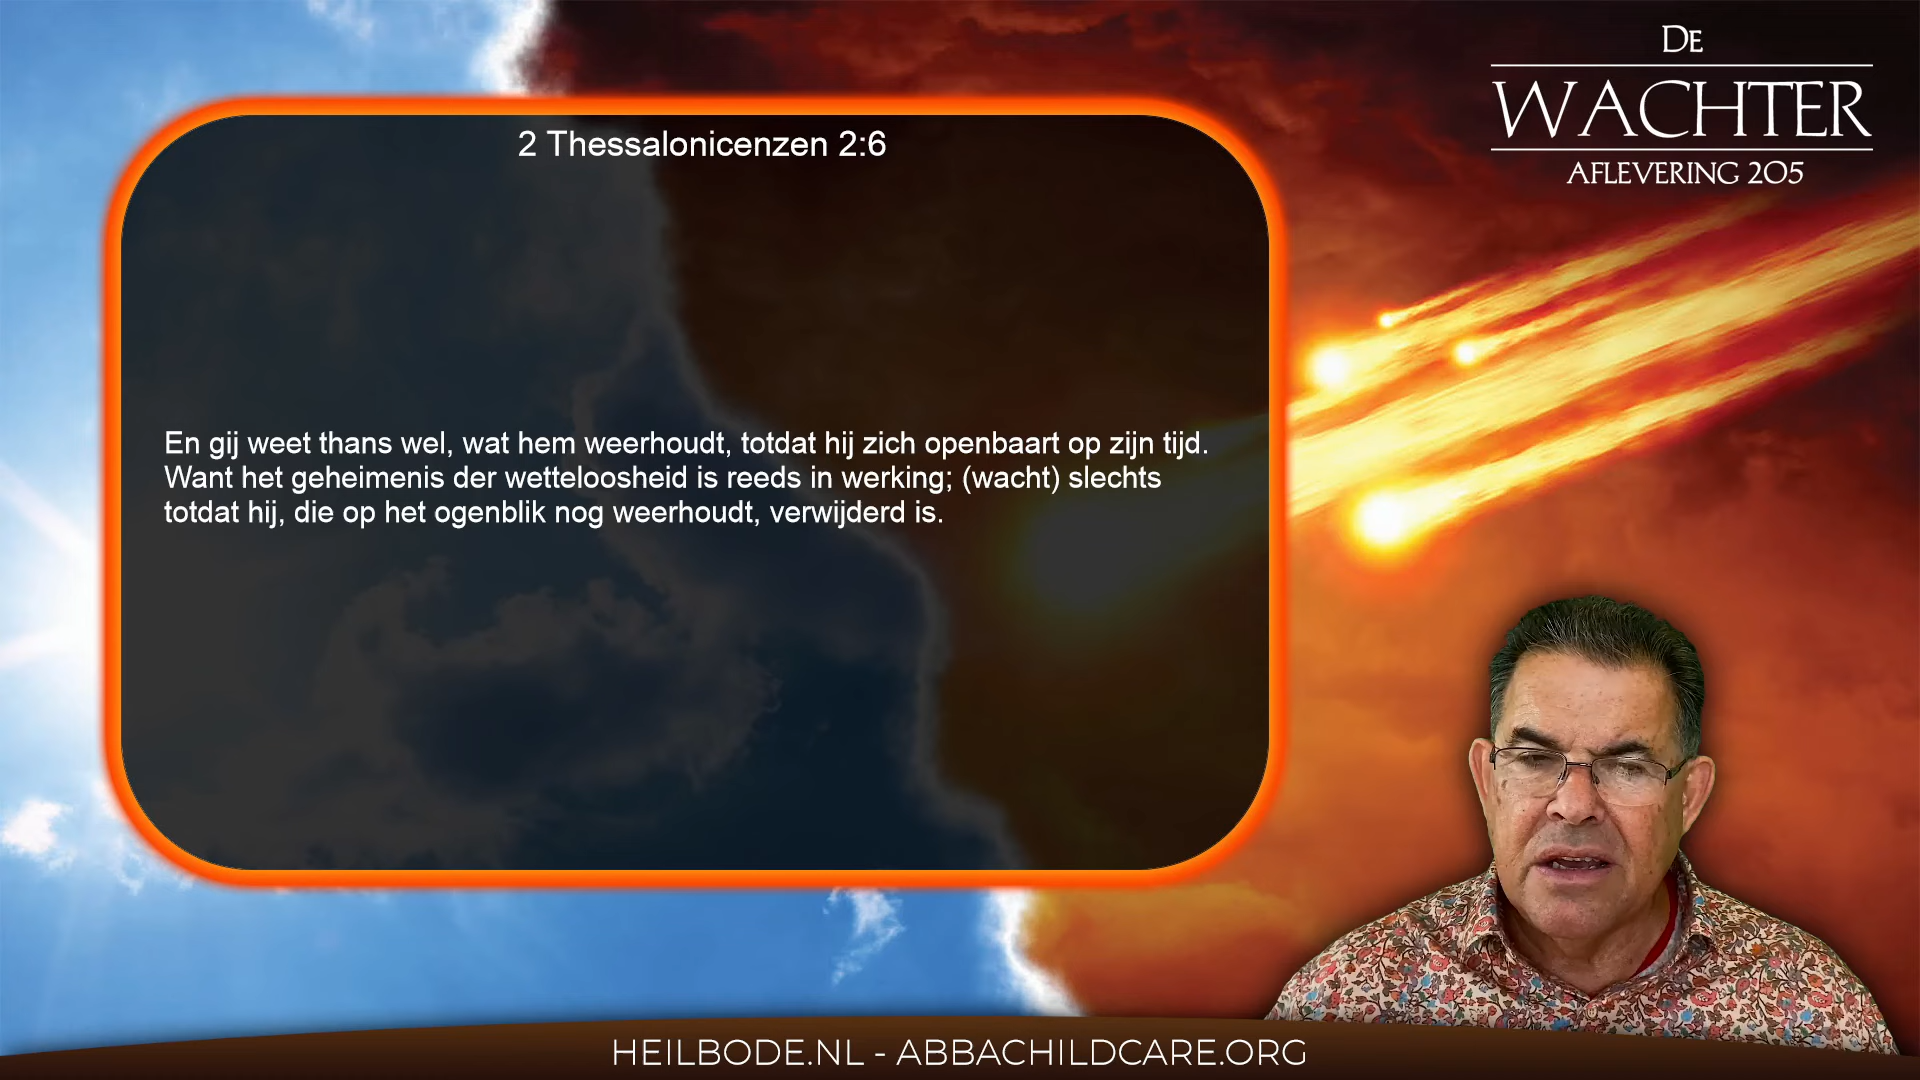 DE
WACHTER
AFLEVERING 205
2 Thessalonicenzen 2:6
En gij weet thans wel, wat hem weerhoudt, totdat hij zich openbaart op zijn tijd.
Want het geheimenis der wetteloosheid is reeds in werking; (wacht) slechts
totdat hij, die op het ogenblik nog weerhoudt, verwijderd is.
HEILBODE.NL - ABBACHILDCARE.ORG